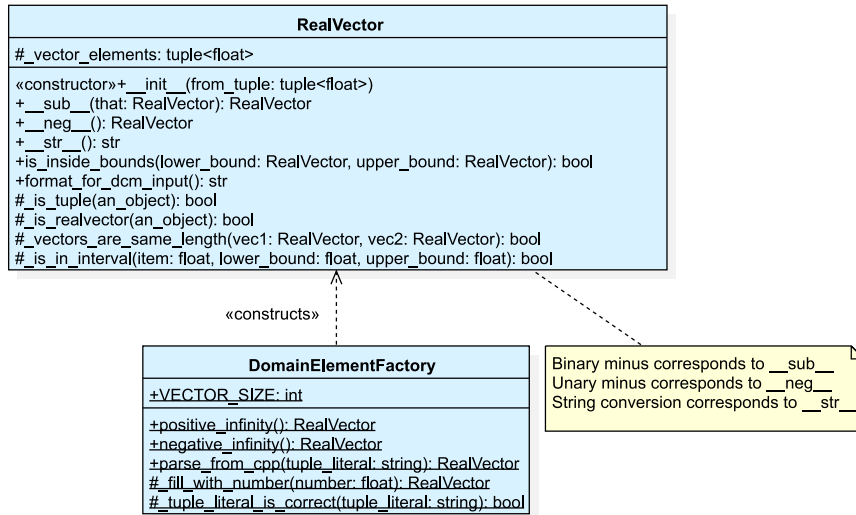 RealVector
#_vector_elements: tuple<float>
«constructor»+__init__(from_tuple: tuple<float>)
+__sub__(that: RealVector): RealVector
+__neg__(): RealVector
+__str__(): str
+is_inside_bounds(lower_bound: RealVector, upper_bound: RealVector): bool
+format_for_dcm_input(): str
#_is_tuple(an_object): bool
#_is_realvector(an_object): bool
#_vectors_are_same_length(vec1: RealVector, vec2: RealVector): bool
#_is_in_interval(item: float, lower_bound: float, upper_bound: float): bool
«constructs»
DomainElementFactory
+VECTOR_SIZE: int
+positive_infinity(): RealVector
+negative_infinity(): RealVector
+parse_from_cpp(tuple_literal: string): RealVector
#_fill_with_number(number: float): RealVector
#_tuple_literal_is_correct(tuple_literal: string): bool
Binary minus corresponds to __sub__
Unary minus corresponds to __neg__
String conversion corresponds to __str__